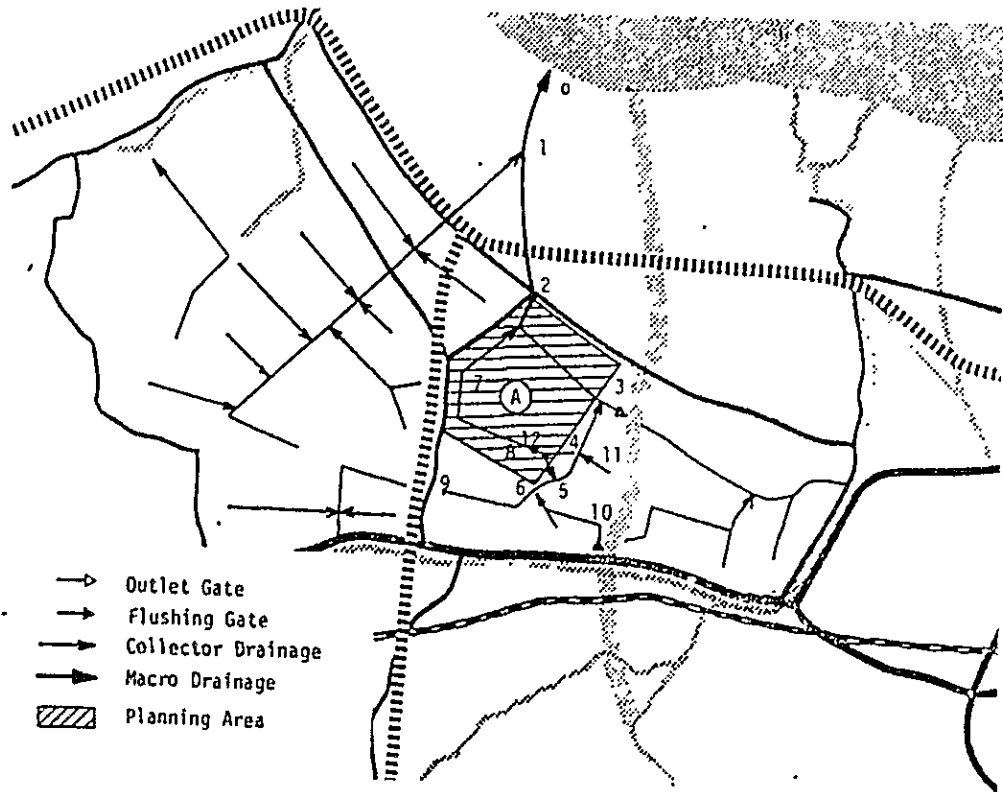 o
1
2
3
7
A
4
12
8
11
9
6
5
10
Outlet Gate
Flushing Gate
Collector Drainage
Macro Drainage
Planning Area